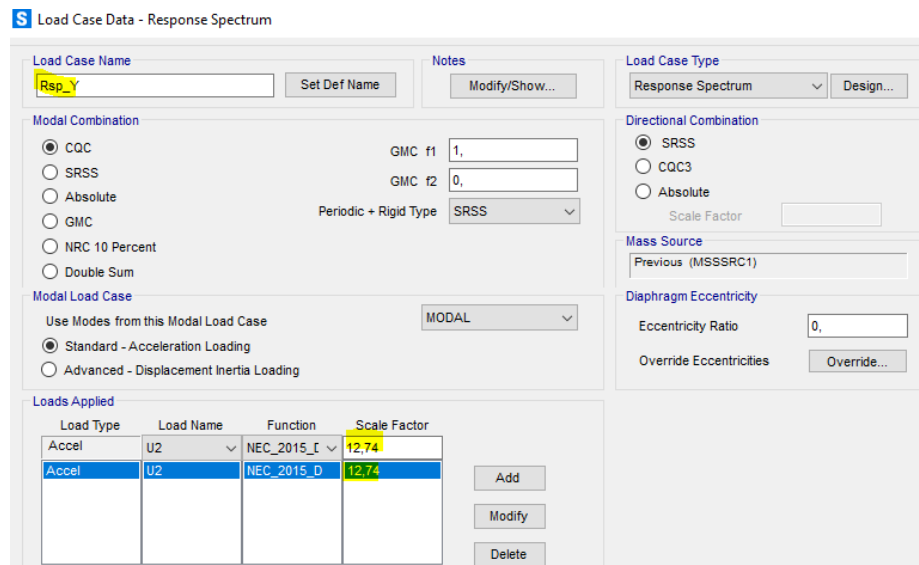 S Load Case Data - Response Spectrum
Load Case Name
Rsp_Y
Set Def Name
Notes
Modify/Show...
Load Case Type
Response Spectrum
Design...
Modal Combination
CQC
SRSS
Absolute
GMC
NRC 10 Percent
Double Sum
GMC f1 1,
GMC f2 0,
Periodic + Rigid Type SRSS
Directional Combination
SRSS
CQC3
Absolute
Scale Factor
Mass Source
Previous (MSSSRC1)
Modal Load Case
Use Modes from this Modal Load Case MODAL
Standard - Acceleration Loading
Advanced - Displacement Inertia Loading
Diaphragm Eccentricity
Eccentricity Ratio 0,
Override Eccentricities Override...
Loads Applied
Load Type Load Name Function Scale Factor
Accel U2 NEC_2015_D 12,74
Accel U2 NEC_2015_D 12,74
Add
Modify
Delete